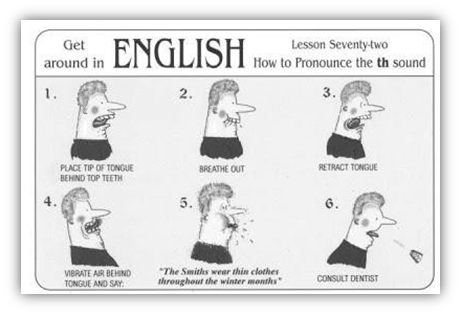 Get around in ENGLISH
Lesson Seventy-two
How to Pronounce the th sound
1.
PLACE TIP OF TONGUE
BEHIND TOP TEETH
2.
BREATHE OUT
3.
RETRACT TONGUE
4.
VIBRATE AIR BEHIND
TONGUE AND SAY:
5.
"The Smiths wear thin clothes
throughout the winter months"
6.
CONSULT DENTIST